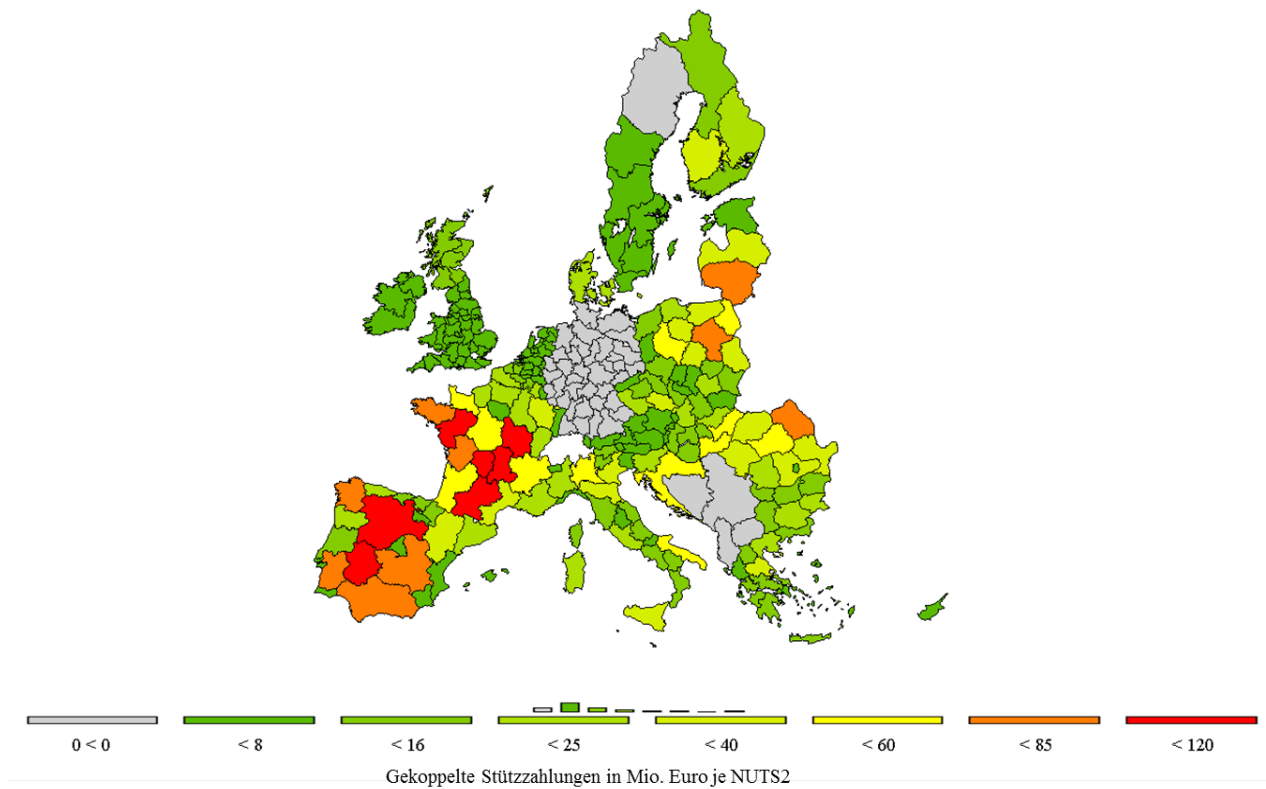 0 < 0 < 8 < 16 < 25 < 40 < 60 < 85 < 120
Gekoppelte Stützzahlungen in Mio. Euro je NUTS2